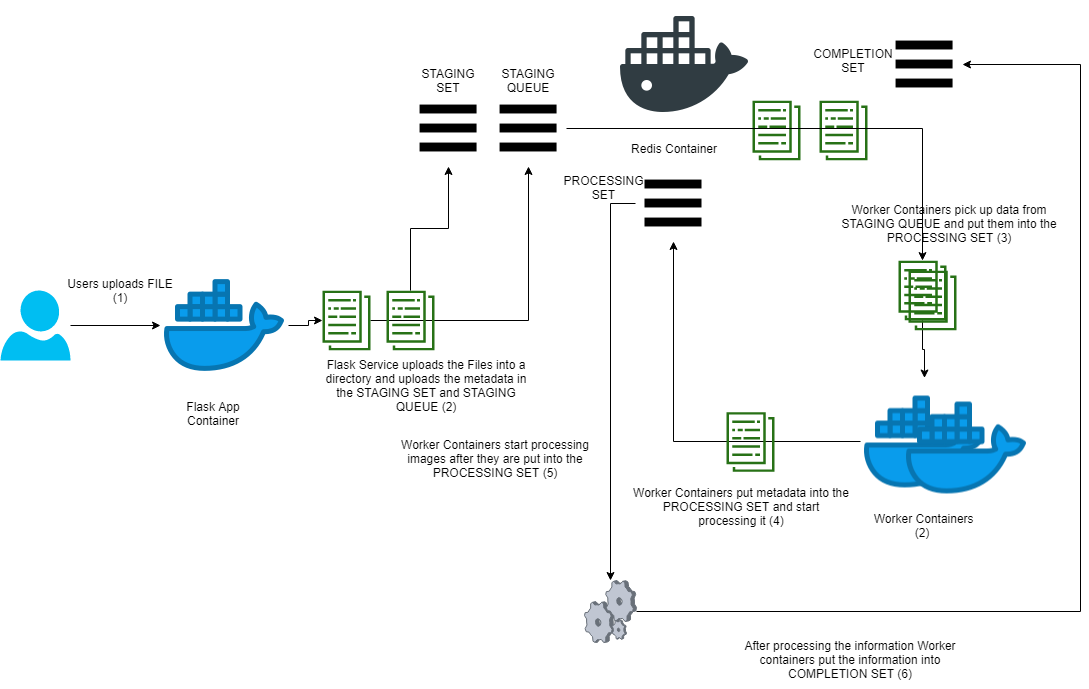 STAGING
SET
STAGING
QUEUE
COMPLETION
SET
Redis Container
PROCESSING
SET
Worker Containers pick up data from
STAGING QUEUE and put them into the
PROCESSING SET (3)
Users uploads FILE
(1)
Flask Service uploads the Files into a
directory and uploads the metadata in
the STAGING SET and STAGING
QUEUE (2)
Flask App
Container
Worker Containers start processing
images after they are put into the
PROCESSING SET (5)
Worker Containers put metadata into the
PROCESSING SET and start
processing it (4)
Worker Containers
(2)
After processing the information Worker
containers put the information into
COMPLETION SET (6)